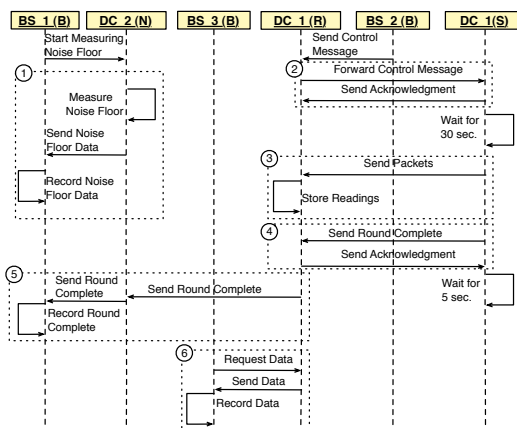 BS_1 (B) DC_2 (N) BS_3 (B) DC_1 (R) BS_2 (B) DC_1(S)
Start Measuring
Noise Floor
Send Control
Message
1
2
Forward Control Message
Measure
Noise Floor
Send Acknowledgment
Send Noise
Floor Data
Wait for
30 sec.
3
Send Packets
Record Noise
Floor Data
Store Readings
4
Send Round Complete
Send Acknowledgment
5
Send Round
Complete
Send Round Complete
Wait for
5 sec.
Record Round
Complete
6
Request Data
Send Data
Record Data